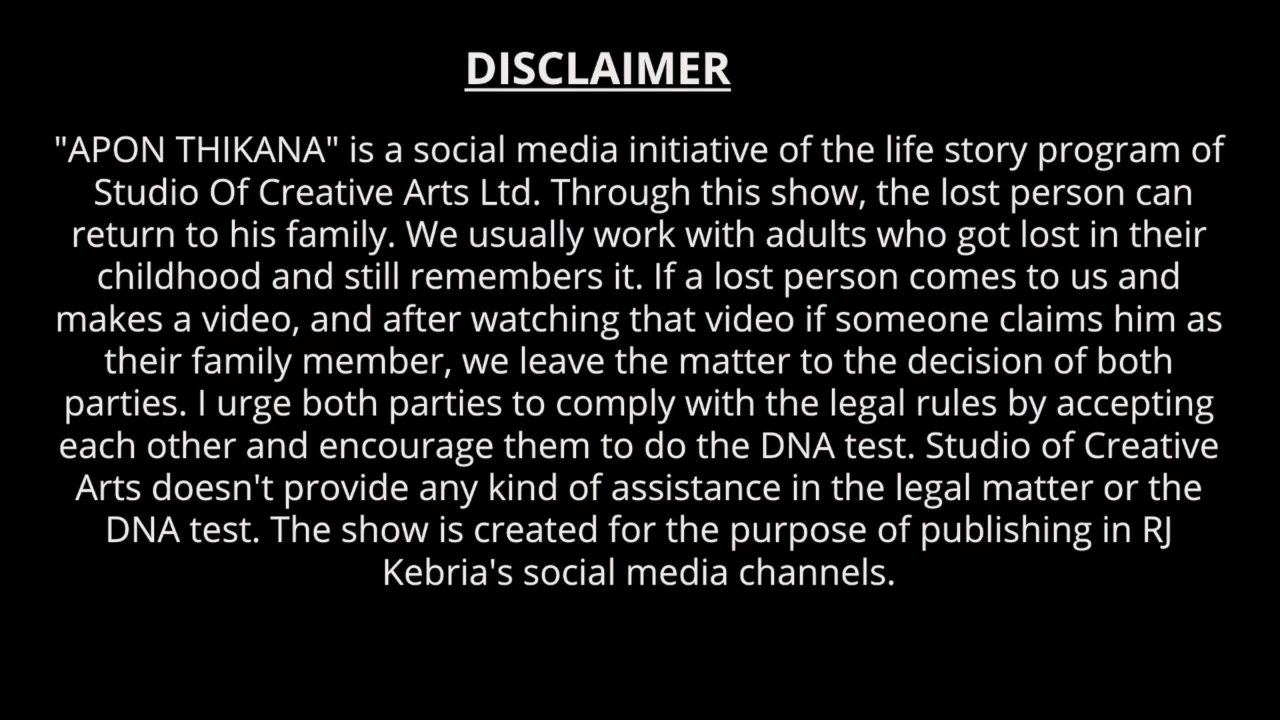 DISCLAIMER
"APON THIKANA" is a social media initiative of the life story program of
Studio Of Creative Arts Ltd. Through this show, the lost person can
return to his family. We usually work with adults who got lost in their
childhood and still remembers it. If a lost person comes to us and
makes a video, and after watching that video if someone claims him as
their family member, we leave the matter to the decision of both
parties. I urge both parties to comply with the legal rules by accepting
each other and encourage them to do the DNA test. Studio of Creative
Arts doesn't provide any kind of assistance in the legal matter or the
DNA test. The show is created for the purpose of publishing in RJ
Kebria's social media channels.